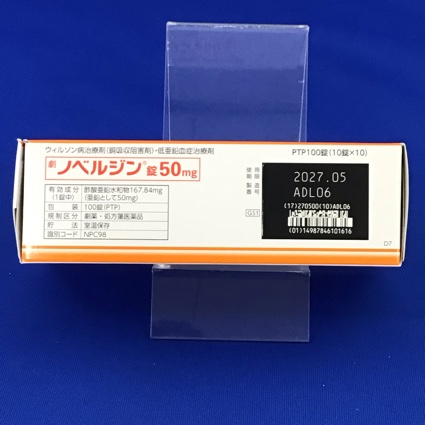 ウィルソン病治療剤(銅吸収阻害剤)・低亜鉛血症治療剤
PTP100錠(10錠×10)
劇 ノベルジン®錠50mg
有効成分(1錠中) 酢酸亜鉛水和物167.84mg(亜鉛として50mg)
包装 100錠(PTP)
規制区分 劇薬・処方箋医薬品
貯法 室温保存
識別コード NPC98
使用期限 2027.05
製造番号 ADL06
(17)270500(10)ADL06
GS1
(01)14987846101616
D7